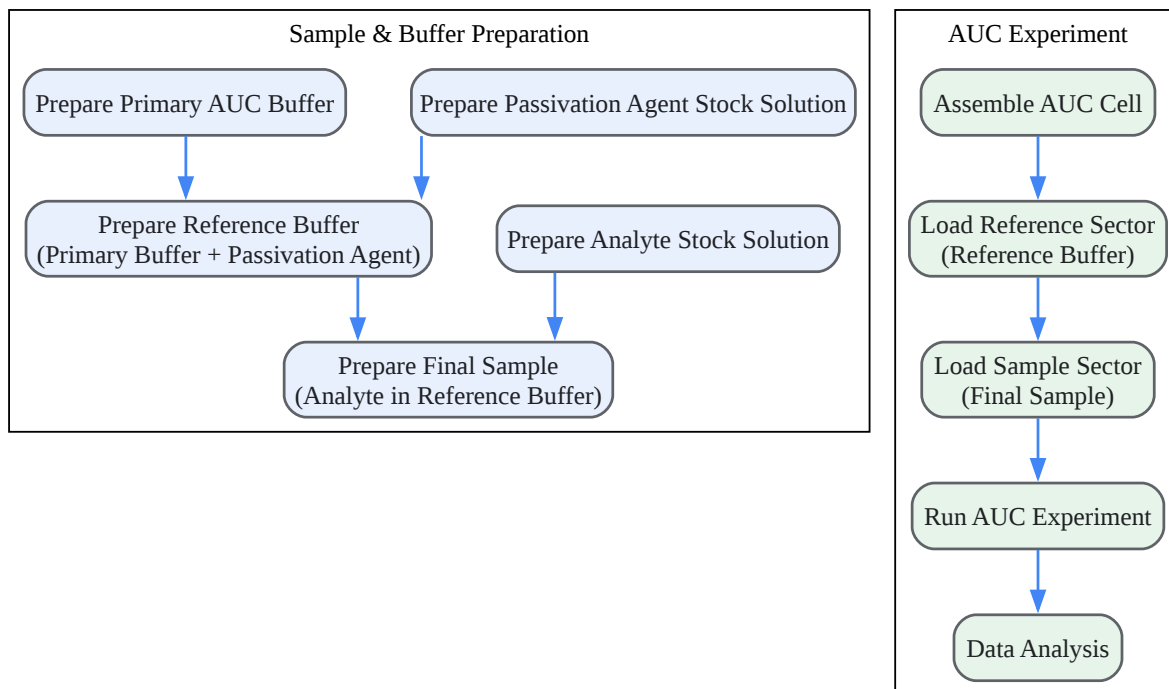 Sample & Buffer Preparation
Prepare Primary AUC Buffer
Prepare Passivation Agent Stock Solution
Prepare Reference Buffer
(Primary Buffer + Passivation Agent)
Prepare Analyte Stock Solution
Prepare Final Sample
(Analyte in Reference Buffer)
AUC Experiment
Assemble AUC Cell
Load Reference Sector
(Reference Buffer)
Load Sample Sector
(Final Sample)
Run AUC Experiment
Data Analysis